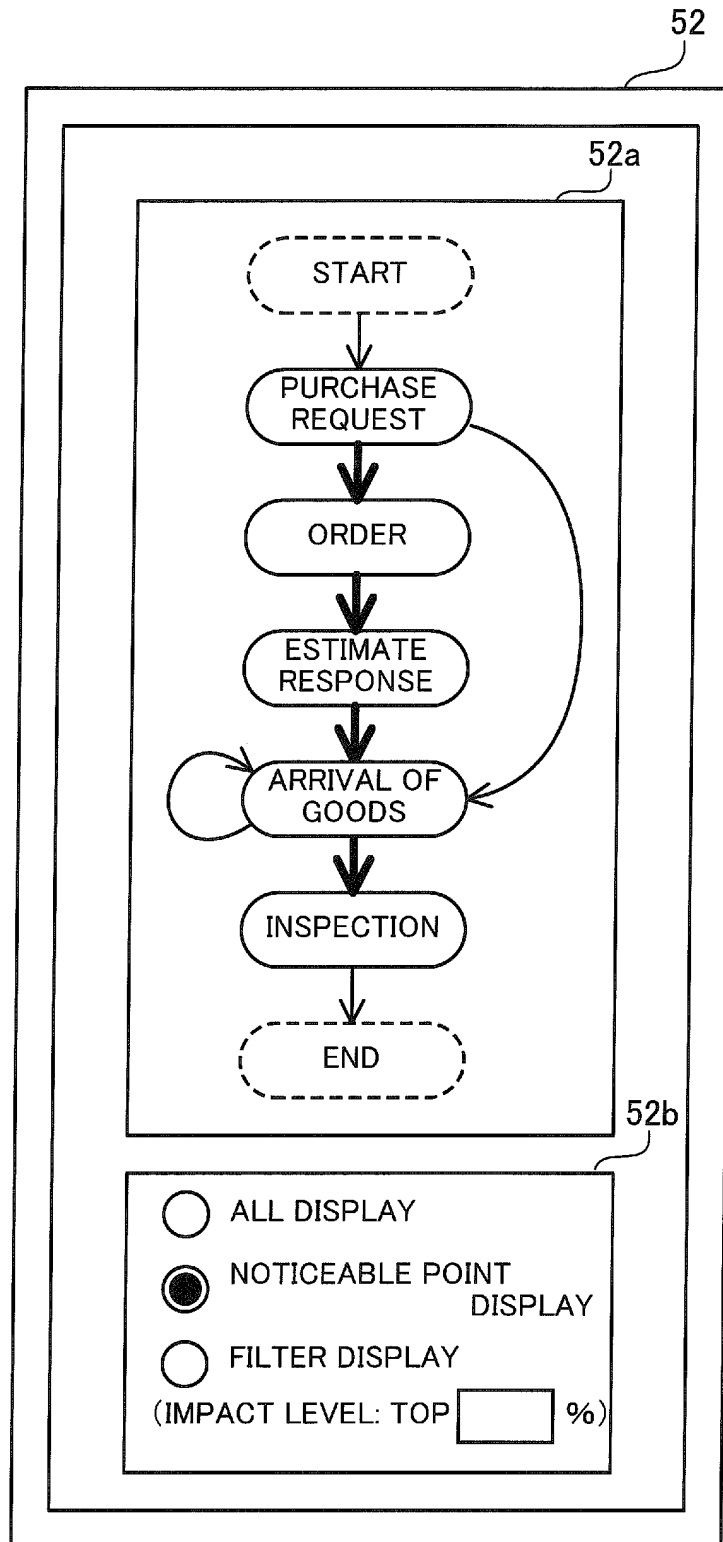 52
52a
START
PURCHASE
REQUEST
ORDER
ESTIMATE
RESPONSE
ARRIVAL OF
GOODS
INSPECTION
END
52b
ALL DISPLAY
NOTICEABLE POINT
DISPLAY
FILTER DISPLAY
(IMPACT LEVEL: TOP %)